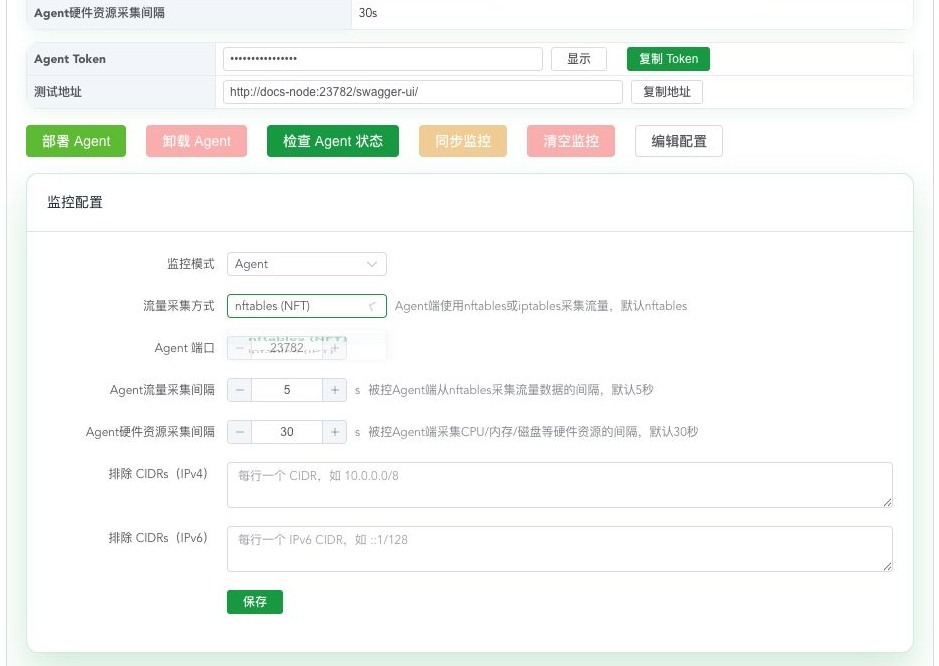 Agent硬件资源采集间隔 30s
Agent Token •••••••••••••••• 显示 复制 Token
测试地址 http://docs-node:23782/swagger-ui/ 复制地址
部署 Agent 卸载 Agent 检查 Agent 状态 同步监控 清空监控 编辑配置
监控配置
监控模式 Agent
流量采集方式 nftables (NFT) Agent端使用nftables或iptables采集流量，默认nftables
nftables (NFT)
Agent 端口 − 23782 +
Agent流量采集间隔 − 5 + s 被控Agent端从nftables采集流量数据的间隔，默认5秒
Agent硬件资源采集间隔 − 30 + s 被控Agent端采集CPU/内存/磁盘等硬件资源的间隔，默认30秒
排除 CIDRs（IPv4） 每行一个 CIDR，如 10.0.0.0/8
排除 CIDRs（IPv6） 每行一个 IPv6 CIDR，如 ::1/128
保存